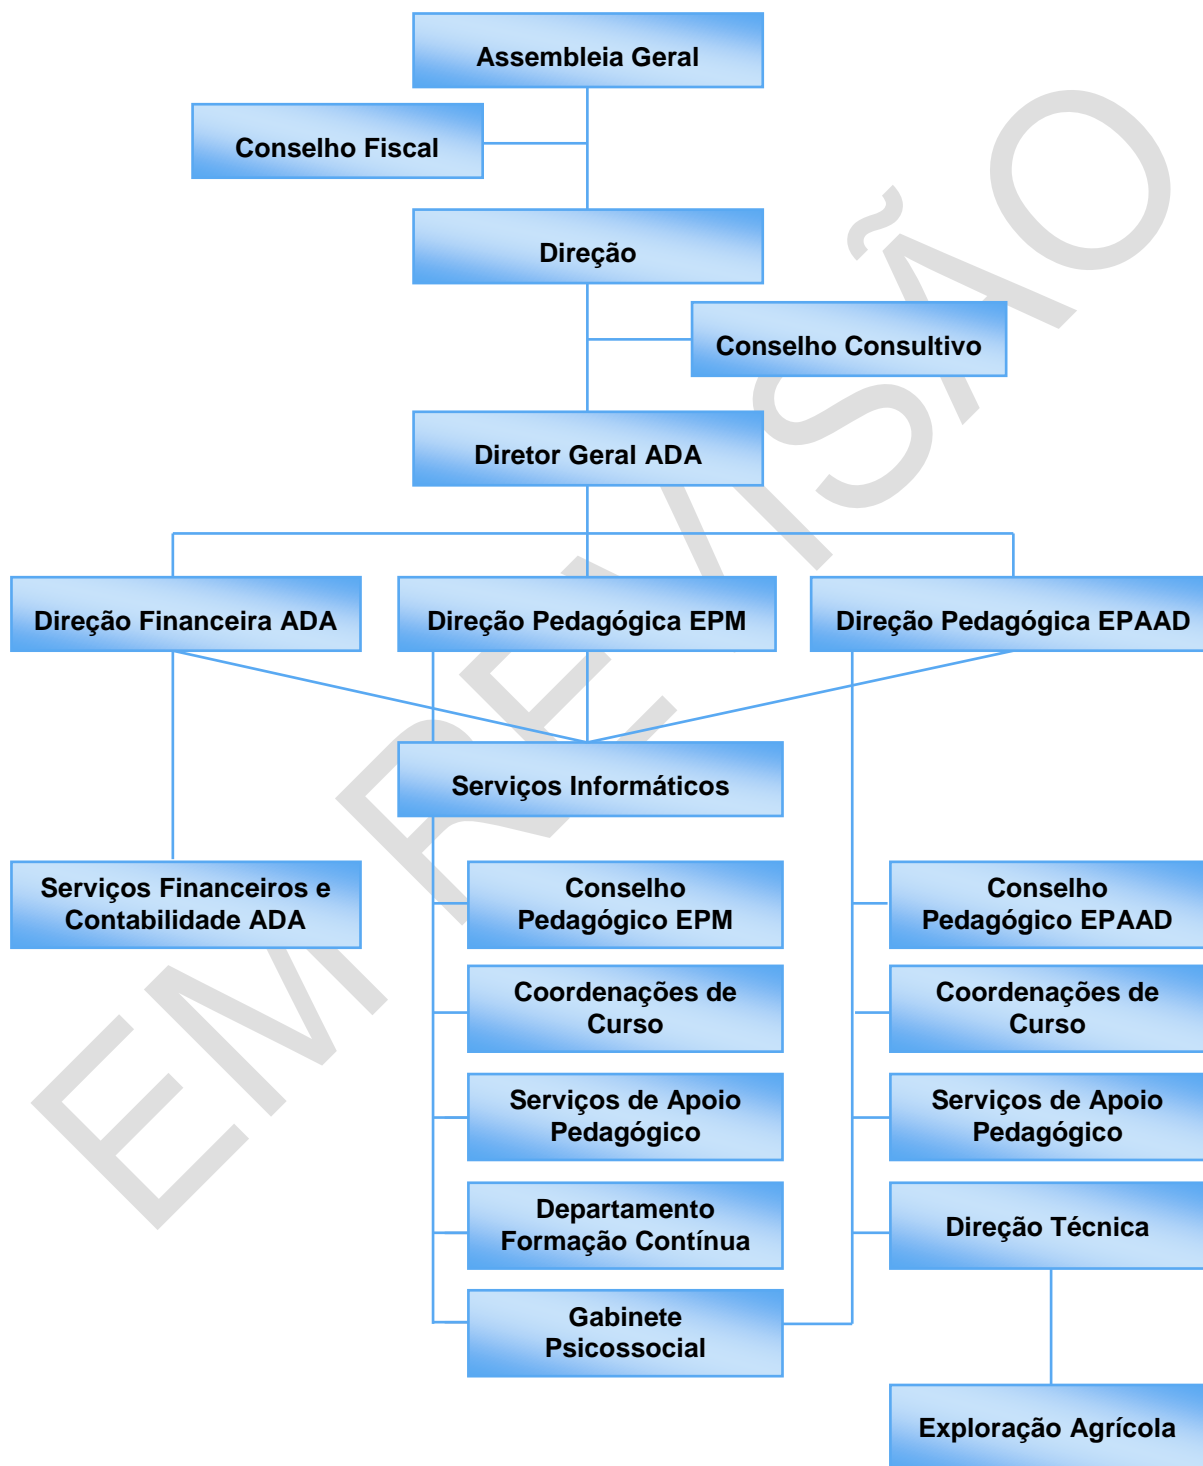 Assembleia Geral
Conselho Fiscal
Direção
Conselho Consultivo
Diretor Geral ADA
Direção Financeira ADA
Direção Pedagógica EPM
Direção Pedagógica EPAAD
Serviços Informáticos
Serviços Financeiros e
Contabilidade ADA
Conselho
Pedagógico EPM
Conselho
Pedagógico EPAAD
Coordenações de
Curso
Coordenações de
Curso
Serviços de Apoio
Pedagógico
Serviços de Apoio
Pedagógico
Departamento
Formação Contínua
Direção Técnica
Gabinete
Psicossocial
Exploração Agrícola
EM REVISÃO